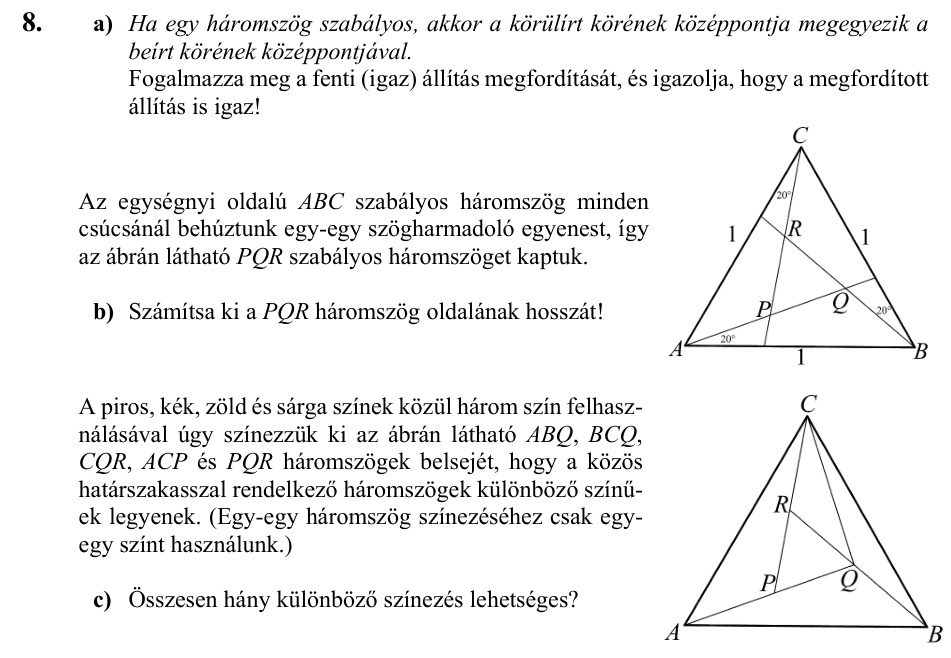 8. a) Ha egy háromszög szabályos, akkor a körülírt körének középpontja megegyezik a
beírt körének középpontjával.
Fogalmazza meg a fenti (igaz) állítás megfordítását, és igazolja, hogy a megfordított
állítás is igaz!
C
20°
Az egységnyi oldalú ABC szabályos háromszög minden
csúcsánál behúztunk egy-egy szögharmadoló egyenest, így
az ábrán látható PQR szabályos háromszöget kaptuk.
1 R 1
b) Számítsa ki a PQR háromszög oldalának hosszát!
P Q 20°
A 20° B
1
A piros, kék, zöld és sárga színek közül három szín felhasz-
nálásával úgy színezzük ki az ábrán látható ABQ, BCQ,
CQR, ACP és PQR háromszögek belsejét, hogy a közös
határszakasszal rendelkező háromszögek különböző színű-
ek legyenek. (Egy-egy háromszög színezéséhez csak egy-
egy színt használunk.)
c) Összesen hány különböző színezés lehetséges?
C
R
P Q
A B